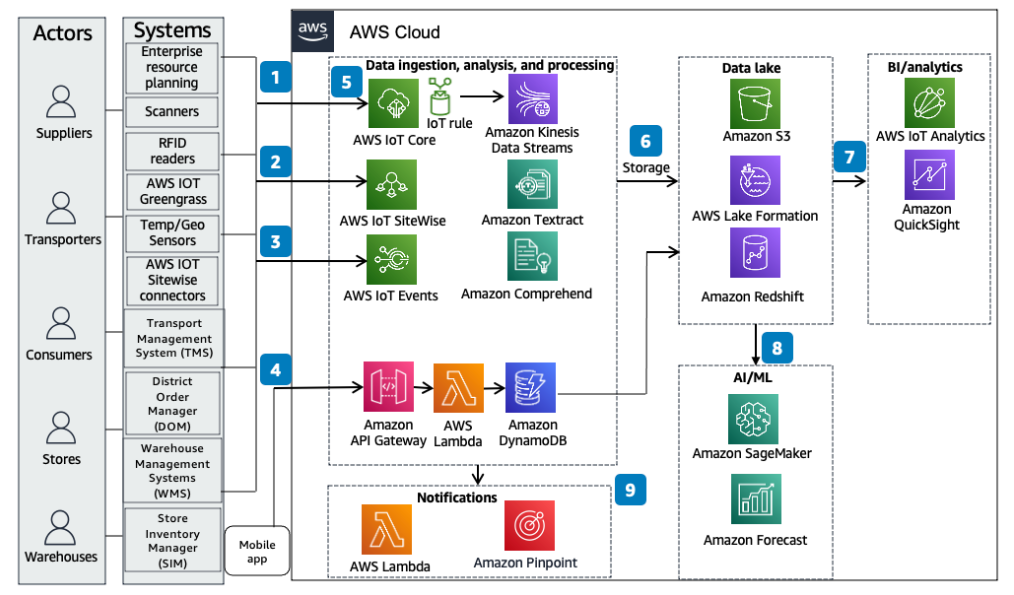 Actors
Suppliers
Transporters
Consumers
Stores
Warehouses
Systems
Enterprise
resource
planning
Scanners
RFID
readers
AWS IOT
Greengrass
Temp/Geo
Sensors
AWS IOT
Sitewise
connectors
Transport
Management
System (TMS)
District
Order
Manager
(DOM)
Warehouse
Management
Systems
(WMS)
Store
Inventory
Manager
(SIM)
Mobile
app
1
2
3
4
aws
AWS Cloud
5
Data ingestion, analysis, and processing
AWS IoT Core
IoT rule
Amazon Kinesis
Data Streams
AWS IoT SiteWise
Amazon Textract
AWS IoT Events
Amazon Comprehend
Amazon
API Gateway
AWS
Lambda
Amazon
DynamoDB
6
Storage
Data lake
Amazon S3
AWS Lake Formation
Amazon Redshift
7
BI/analytics
AWS IoT Analytics
Amazon
QuickSight
8
AI/ML
Amazon SageMaker
Amazon Forecast
9
Notifications
AWS Lambda
Amazon Pinpoint